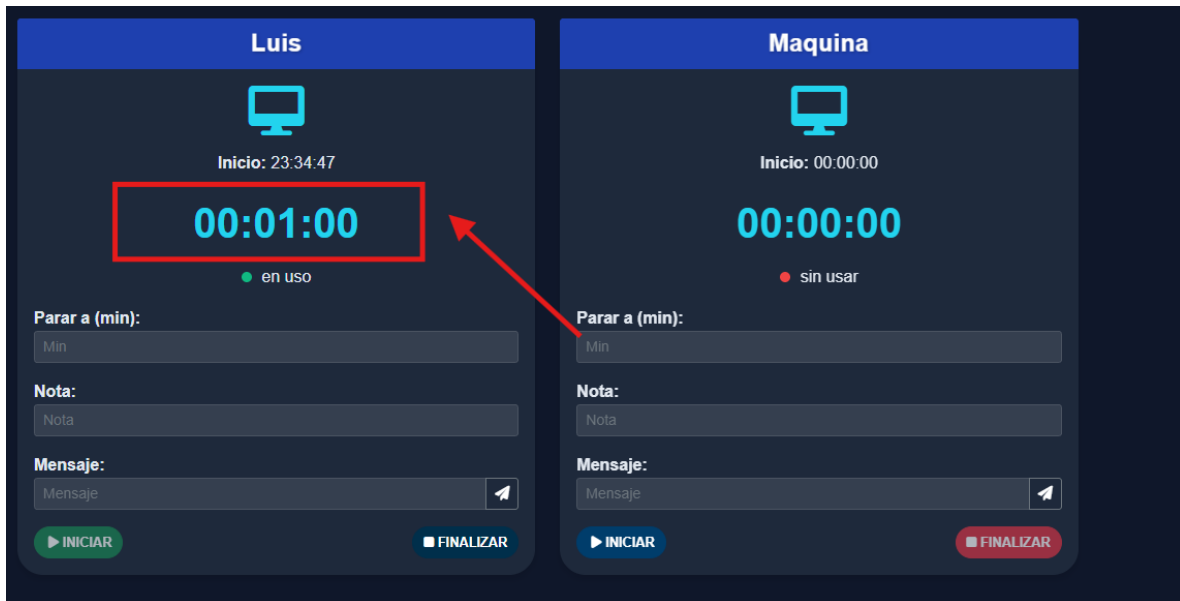 Luis
Inicio: 23:34:47
00:01:00
en uso
Parar a (min):
Min
Nota:
Nota
Mensaje:
Mensaje
INICIAR
FINALIZAR
Maquina
Inicio: 00:00:00
00:00:00
sin usar
Parar a (min):
Min
Nota:
Nota
Mensaje:
Mensaje
INICIAR
FINALIZAR